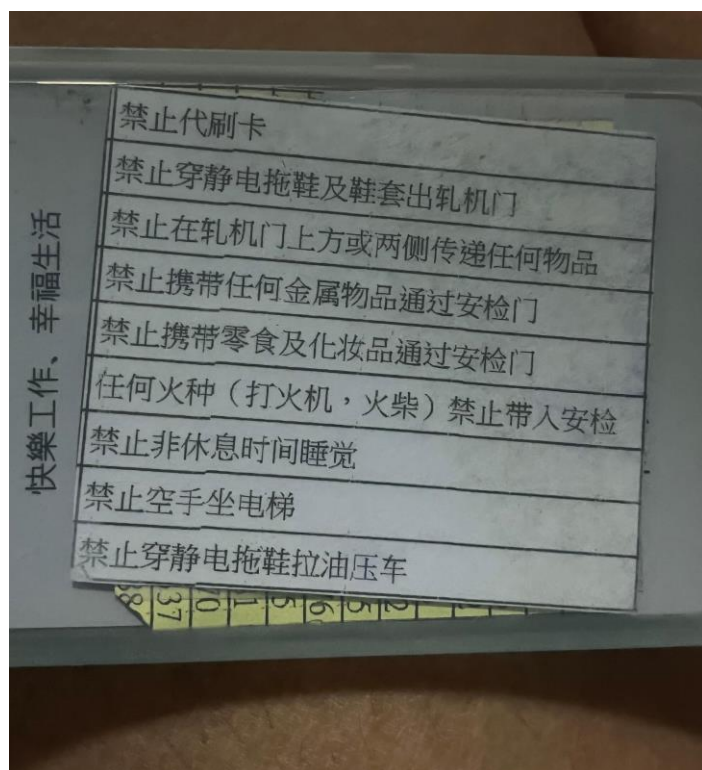 禁止代刷卡
禁止穿静电拖鞋及鞋套出轧机门
禁止在轧机门上方或两侧传递任何物品
禁止携带任何金属物品通过安检门
禁止携带零食及化妆品通过安检门
任何火种（打火机，火柴）禁止带入安检
禁止非休息时间睡觉
禁止空手坐电梯
禁止穿静电拖鞋拉油压车
快樂工作、幸福生活
37
70